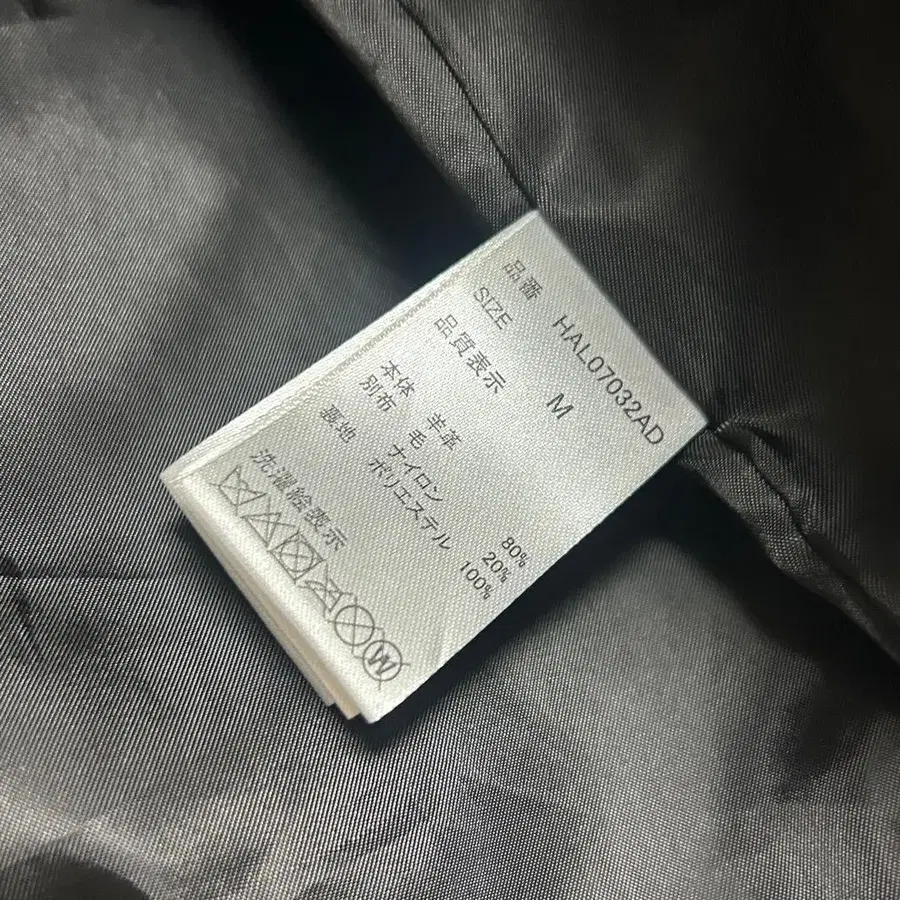 品番 HAL07032AD
SIZE M
品質表示
本体 羊革
別布 毛 80%
ナイロン 20%
裏地 ポリエステル 100%
洗濯絵表示
W